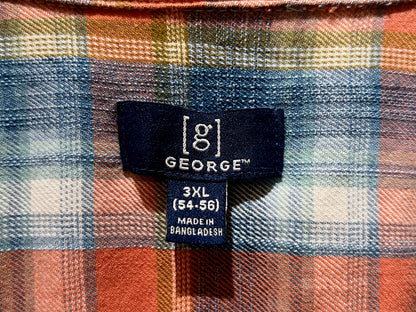 [g]
GEORGE™
3XL
(54-56)
MADE IN
BANGLADESH